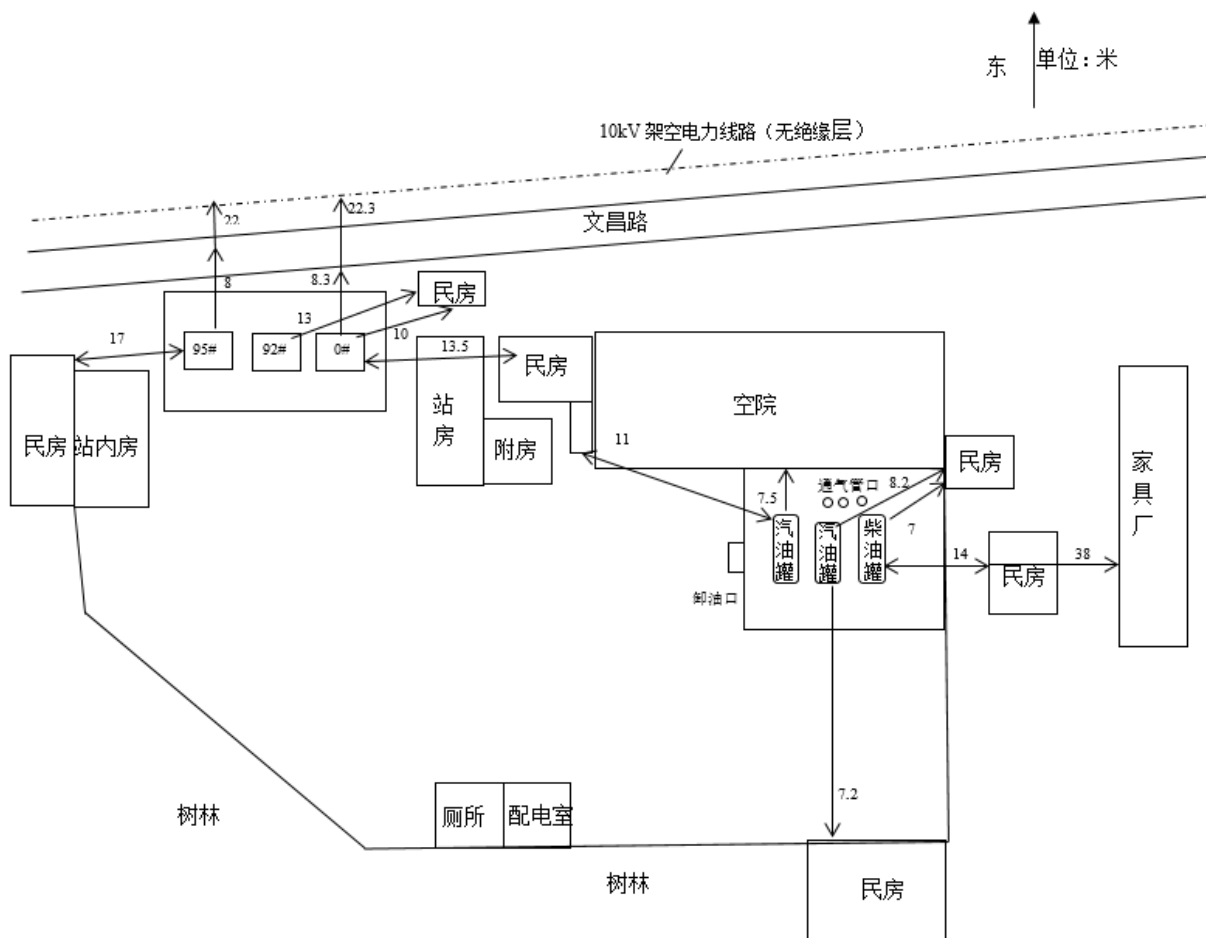 东
单位：米
10kV 架空电力线路（无绝缘层）
22
22.3
文昌路
8
8.3
民房
13
10
17
95#
92#
0#
13.5
民房
空院
站房
附房
民房
站内房
11
民房
家具厂
通气管口
8.2
7.5
7
汽油罐
汽油罐
柴油罐
14
民房
38
卸油口
7.2
树林
厕所
配电室
树林
民房